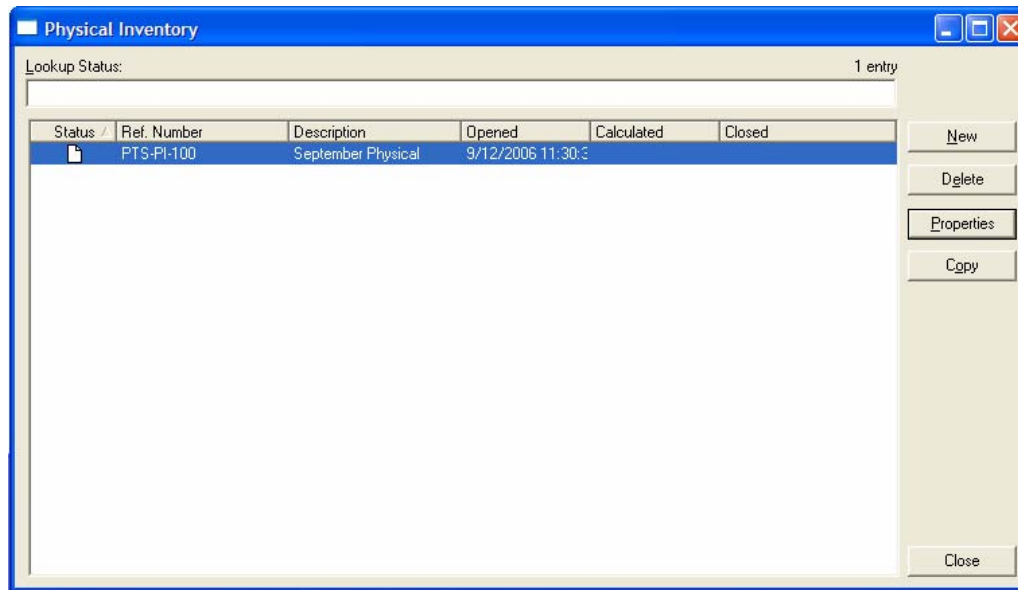 Physical Inventory
Lookup Status: 1 entry
Status Ref. Number Description Opened Calculated Closed
PTS-PI-100 September Physical 9/12/2006 11:30:3
New
Delete
Properties
Copy
Close